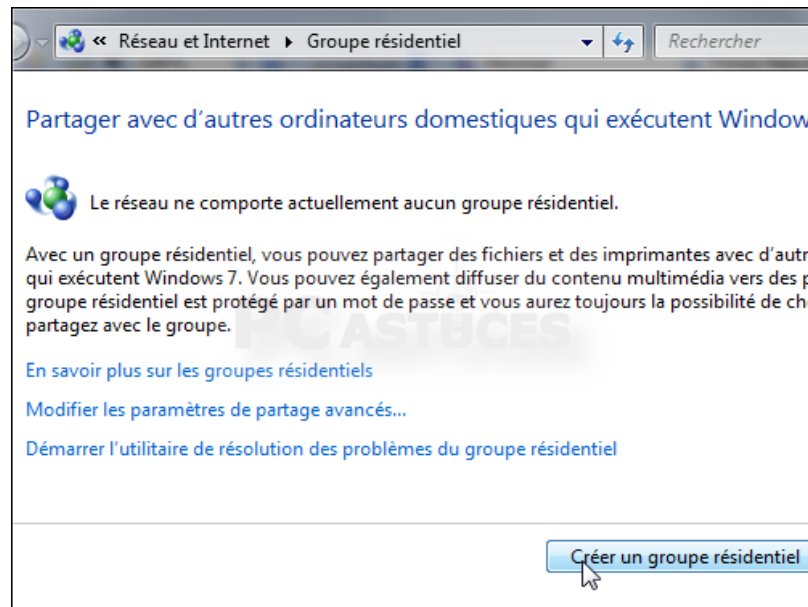 « Réseau et Internet ▸ Groupe résidentiel
Rechercher
Partager avec d’autres ordinateurs domestiques qui exécutent Window
Le réseau ne comporte actuellement aucun groupe résidentiel.
Avec un groupe résidentiel, vous pouvez partager des fichiers et des imprimantes avec d’autr
qui exécutent Windows 7. Vous pouvez également diffuser du contenu multimédia vers des p
groupe résidentiel est protégé par un mot de passe et vous aurez toujours la possibilité de ch
partagez avec le groupe.
PC ASTUCES
En savoir plus sur les groupes résidentiels
Modifier les paramètres de partage avancés...
Démarrer l’utilitaire de résolution des problèmes du groupe résidentiel
Créer un groupe résidentiel